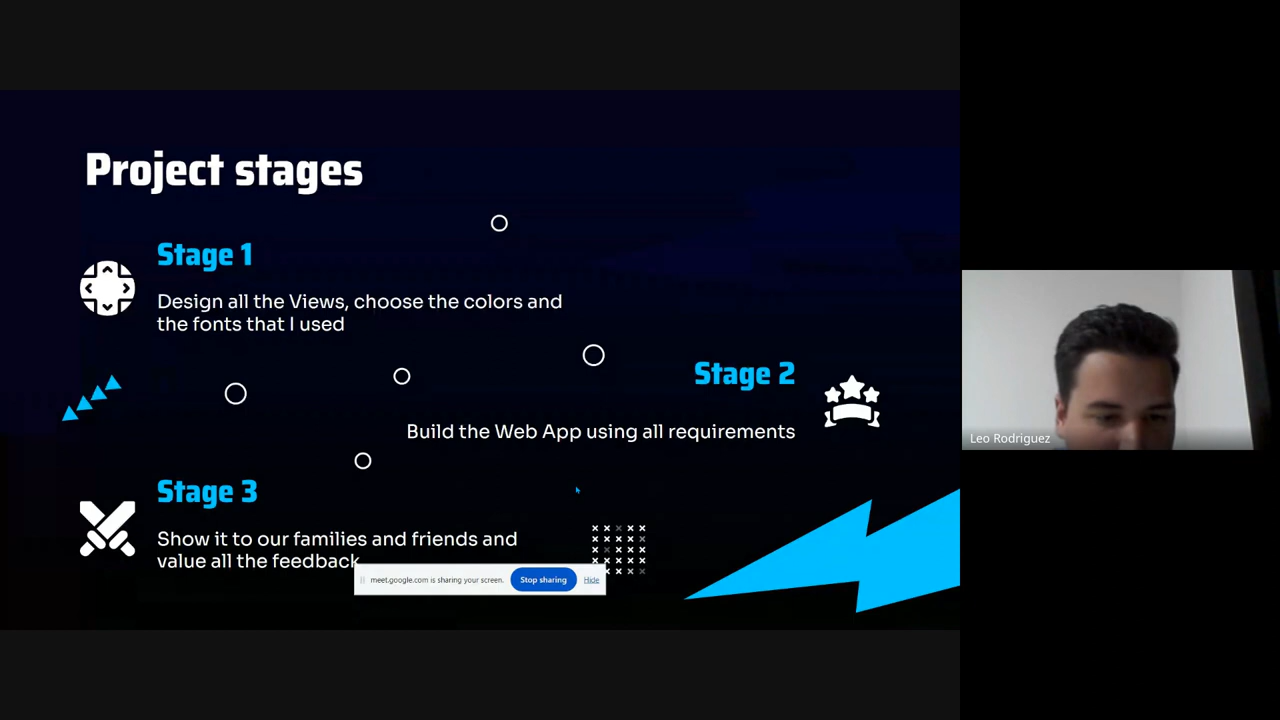 Project stages
Stage 1
Design all the Views, choose the colors and
the fonts that I used
Stage 2
Build the Web App using all requirements
Stage 3
Show it to our families and friends and
value all the feedback
meet.google.com is sharing your screen.
Stop sharing
Hide
Leo Rodriguez